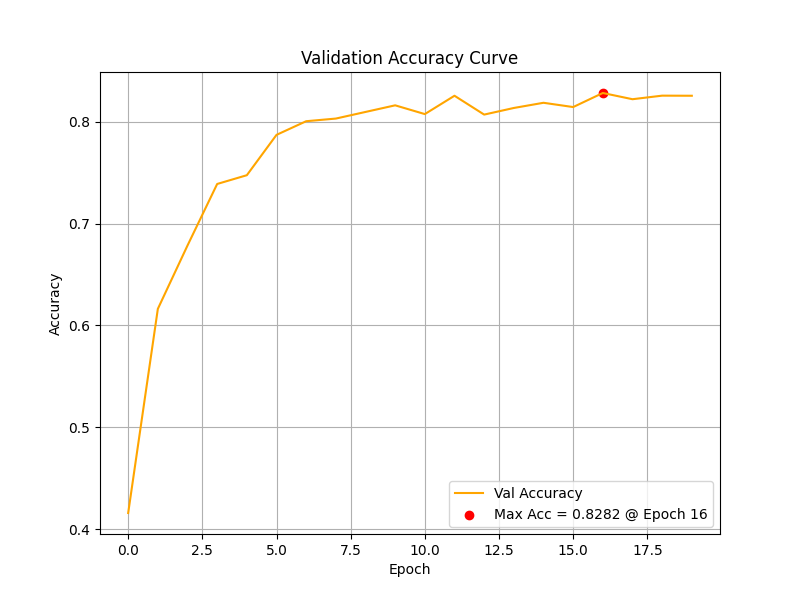 Validation Accuracy Curve
Accuracy
0.8
0.7
0.6
0.5
0.4
Val Accuracy
Max Acc = 0.8282 @ Epoch 16
0.0 2.5 5.0 7.5 10.0 12.5 15.0 17.5
Epoch